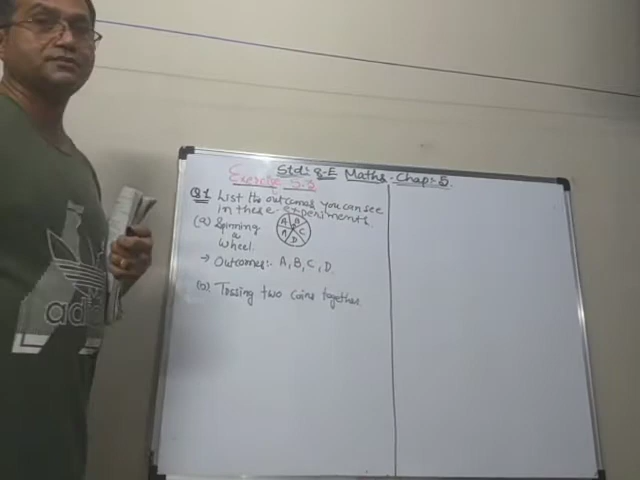 Std: 8-E Maths. Chap: 5.
Exercise 5.3
Q1 List the outcomes you can see
in these experiments.
(a) Spinning
a
wheel.
A B
A C
D
→ Outcomes:- A, B, C, D.
(b) Tossing two coins together.
adidas